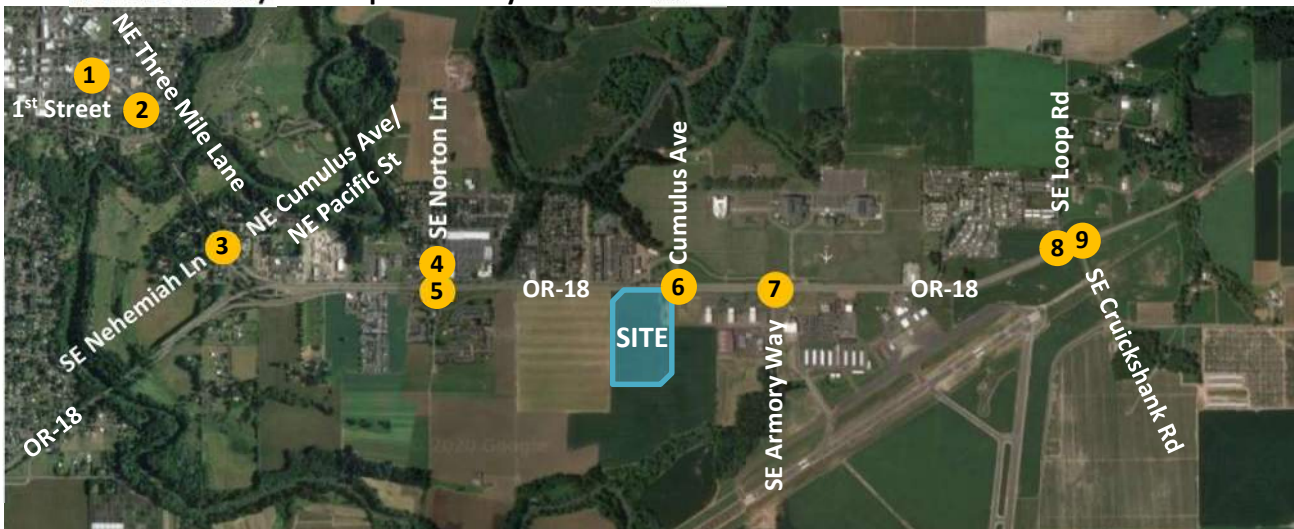 NE Three Mile Lane
1
1st Street
2
NE Cumulus Ave/
NE Pacific St
SE Nehemiah Ln
3
OR-18
SE Norton Ln
4
5
OR-18
SITE
Cumulus Ave
6
7
SE Armory Way
OR-18
SE Loop Rd
8
9
SE Cruickshank Rd
Google